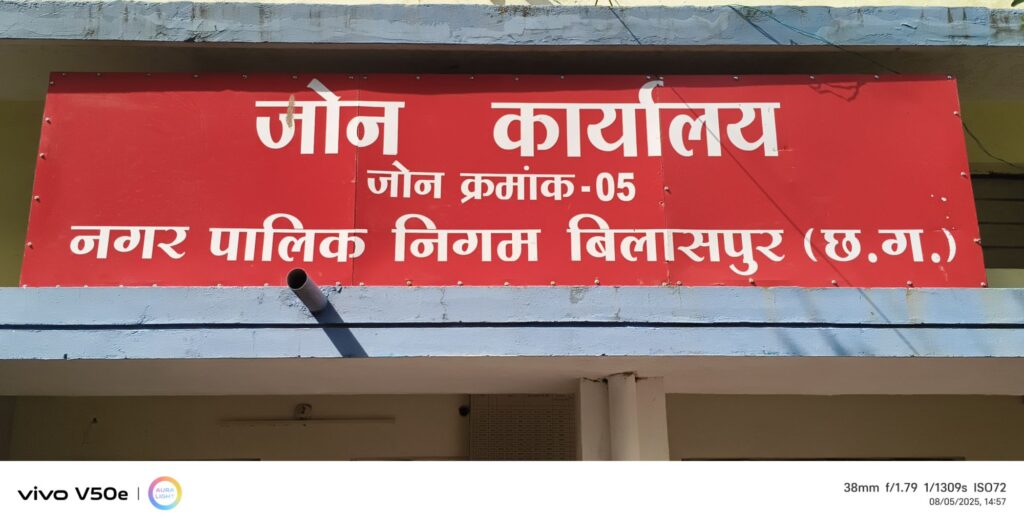 जोन कार्यालय
जोन क्रमांक - 05
नगर पालिक निगम बिलासपुर (छ.ग.)
vivo V50e | AURA LIGHT
38mm f/1.79 1/1309s ISO72
08/05/2025, 14:57